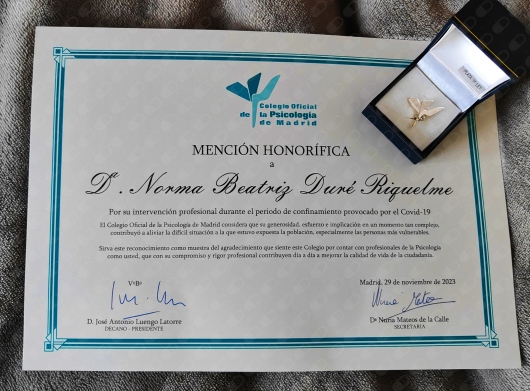 Colegio Oficial
de la Psicología
de Madrid
MENCIÓN HONORÍFICA
a
Dª. Norma Beatriz Duré Riquelme
Por su intervención profesional durante el periodo de confinamiento provocado por el Covid-19
El Colegio Oficial de la Psicología de Madrid considera que su generosidad, esfuerzo e implicación en un momento tan complejo,
contribuyó a aliviar la difícil situación a la que estuvo expuesta la población, especialmente las personas más vulnerables.
Sirva este reconocimiento como muestra del agradecimiento que siente este Colegio por contar con profesionales de la Psicología
como usted, que con su compromiso y rigor profesional contribuyen día a día a mejorar la calidad de vida de la ciudadanía.
VºBº
Madrid, 29 de noviembre de 2023
D. José Antonio Luengo Latorre
DECANO - PRESIDENTE
Dª Nuria Mateos de la Calle
SECRETARIA